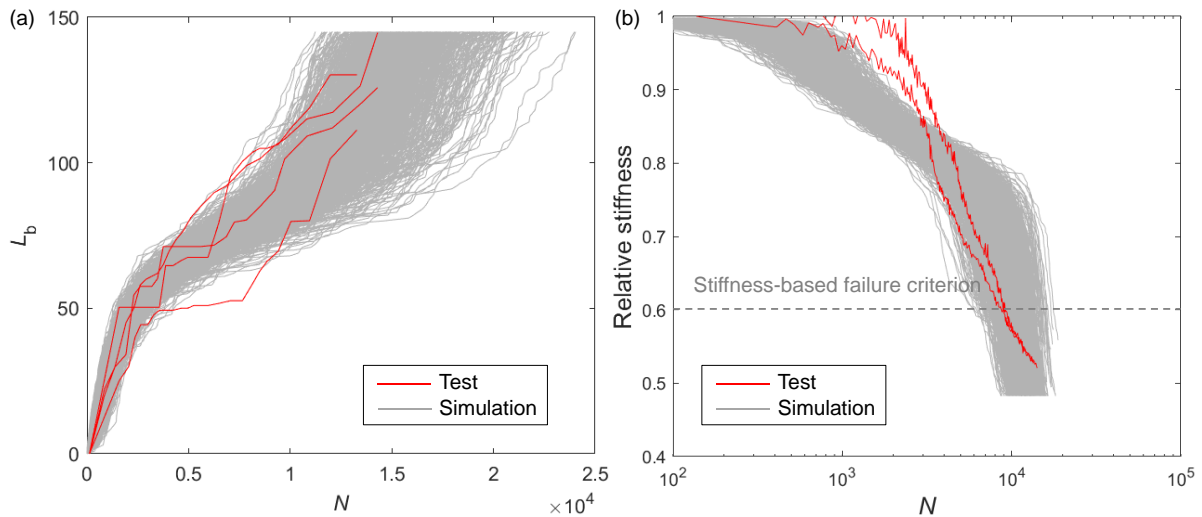 (a)
150
100
50
0
L_b
0
0.5
1
1.5
2
2.5
×10^4
N
Test
Simulation
(b)
1
0.9
0.8
0.7
0.6
0.5
0.4
Relative stiffness
Stiffness-based failure criterion
Test
Simulation
10^2
10^3
10^4
10^5
N